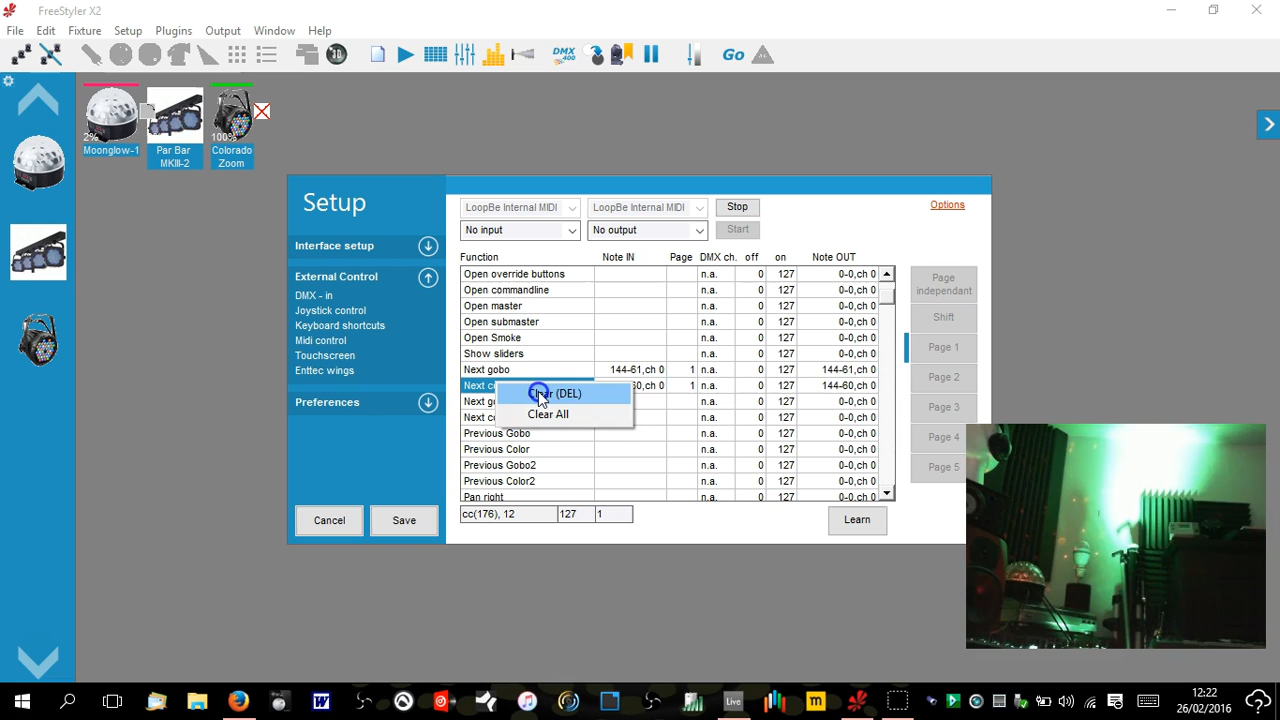 FreeStyler X2
File Edit Fixture Setup Plugins Output Window Help
3D
DMX 400
Go
2%
100%
Moonglow-1
Par Bar MKIII-2
Colorado Zoom
Setup
Interface setup
External Control
DMX - in
Joystick control
Keyboard shortcuts
Midi control
Touchscreen
Enttec wings
Preferences
Cancel Save
LoopBe Internal MIDI LoopBe Internal MIDI Stop Options
No input No output Start
Function Note IN Page DMX ch. off on Note OUT
Open override buttons n.a. 0 127 0-0,ch 0
Open commandline n.a. 0 127 0-0,ch 0
Open master n.a. 0 127 0-0,ch 0
Open submaster n.a. 0 127 0-0,ch 0
Open Smoke n.a. 0 127 0-0,ch 0
Show sliders n.a. 0 127 0-0,ch 0
Next gobo 144-61,ch 0 1 n.a. 0 127 144-61,ch 0
Next 0,ch 0 1 n.a. 0 127 144-60,ch 0
Next n.a. 0 127 0-0,ch 0
Next n.a. 0 127 0-0,ch 0
Previous Gobo n.a. 0 127 0-0,ch 0
Previous Color n.a. 0 127 0-0,ch 0
Previous Gobo2 n.a. 0 127 0-0,ch 0
Previous Color2 n.a. 0 127 0-0,ch 0
Pan right n.a. 0 127 0-0,ch 0
(DEL)
Clear All
cc(176), 12 127 1
Learn
Page independant
Shift
Page 1
Page 2
Page 3
Page 4
Page 5
W Live m
12:22
26/02/2016